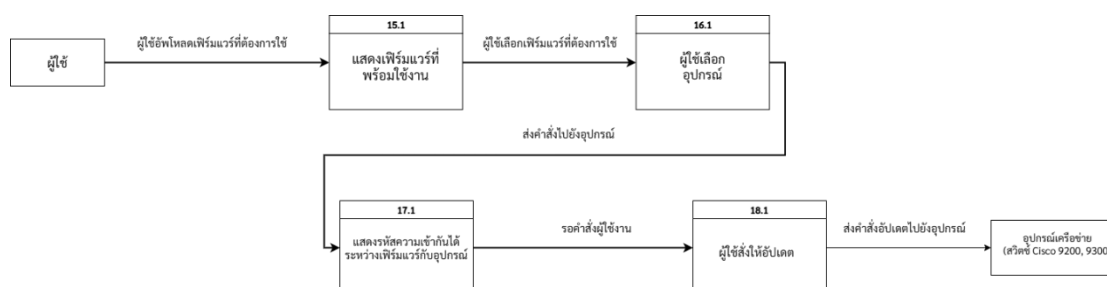 ผู้ใช้
ผู้ใช้อัพโหลดเฟิร์มแวร์ที่ต้องการใช้
15.1
แสดงเฟิร์มแวร์ที่
พร้อมใช้งาน
ผู้ใช้เลือกเฟิร์มแวร์ที่ต้องการใช้
16.1
ผู้ใช้เลือก
อุปกรณ์
ส่งคำสั่งไปยังอุปกรณ์
17.1
แสดงรหัสความเข้ากันได้
ระหว่างเฟิร์มแวร์กับอุปกรณ์
รอคำสั่งผู้ใช้งาน
18.1
ผู้ใช้สั่งให้อัปเดต
ส่งคำสั่งอัปเดตไปยังอุปกรณ์
อุปกรณ์เครือข่าย
(สวิตช์ Cisco 9200, 9300